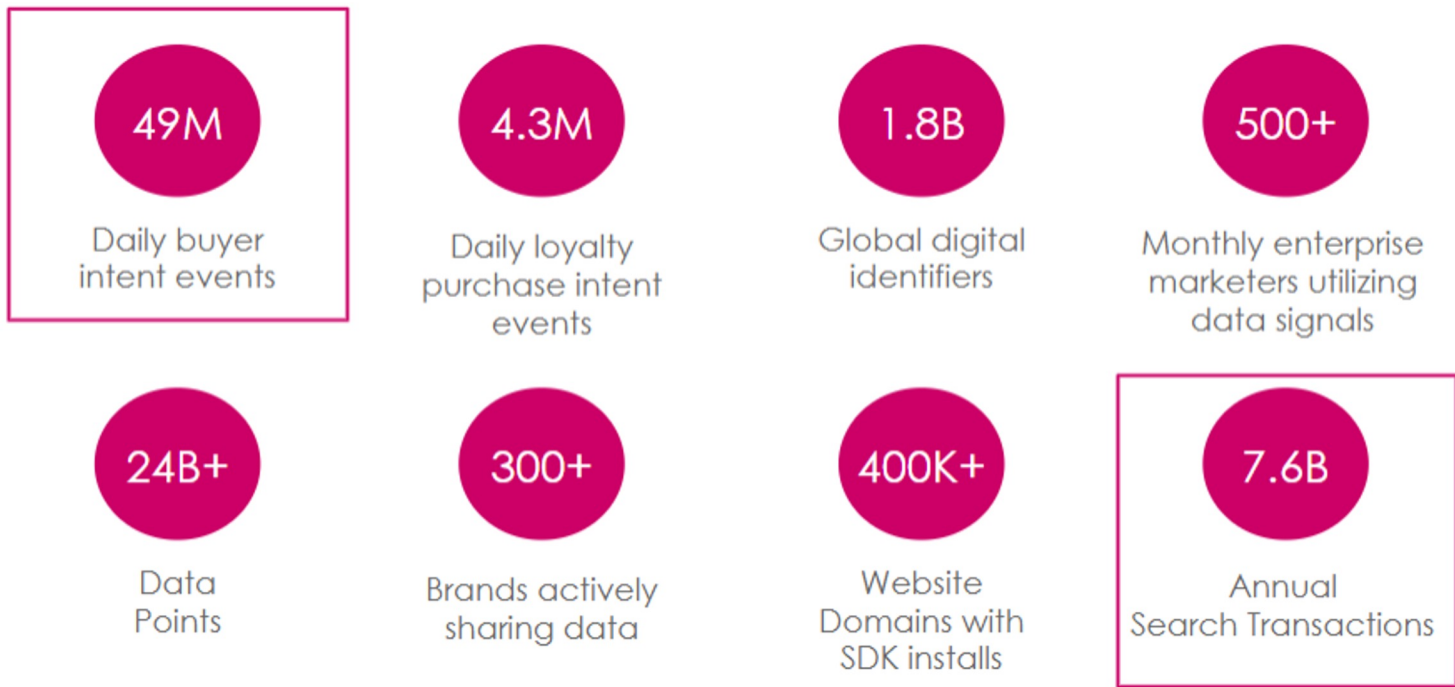 49M
Daily buyer
intent events
4.3M
Daily loyalty
purchase intent
events
1.8B
Global digital
identifiers
500+
Monthly enterprise
marketers utilizing
data signals
24B+
Data
Points
300+
Brands actively
sharing data
400K+
Website
Domains with
SDK installs
7.6B
Annual
Search Transactions